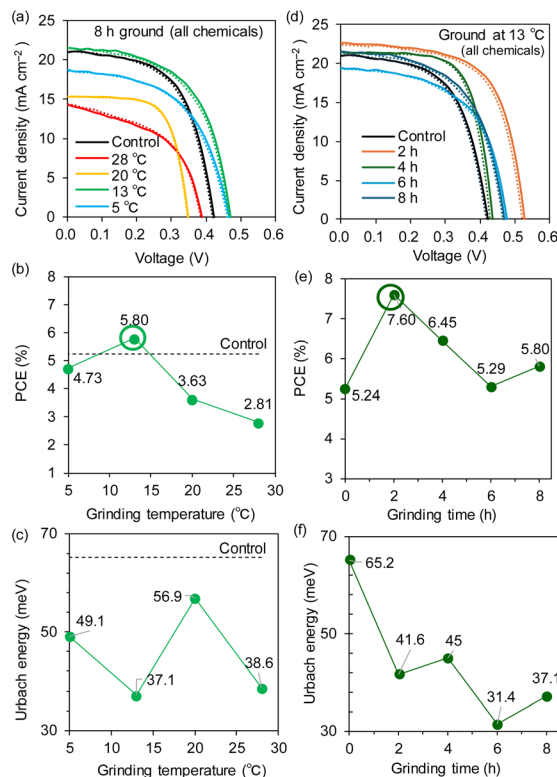 (a)
8 h ground (all chemicals)
Current density (mA cm⁻²)
25
20
15
10
5
0
Control
28 °C
20 °C
13 °C
5 °C
0.0 0.1 0.2 0.3 0.4 0.5 0.6
Voltage (V)
(d)
Ground at 13 °C
(all chemicals)
Current density (mA cm⁻²)
25
20
15
10
5
0
Control
2 h
4 h
6 h
8 h
0.0 0.1 0.2 0.3 0.4 0.5 0.6
Voltage (V)
(b)
PCE (%)
8
7
6
5
4
3
2
1
5.80
Control
4.73
3.63
2.81
5 10 15 20 25 30
Grinding temperature (°C)
(e)
PCE (%)
8
7
6
5
4
3
7.60
6.45
5.29
5.80
5.24
0 2 4 6 8
Grinding time (h)
(c)
Urbach energy (meV)
70
50
30
Control
49.1
56.9
37.1
38.6
5 10 15 20 25 30
Grinding temperature (°C)
(f)
Urbach energy (meV)
70
50
30
65.2
41.6
45
31.4
37.1
0 2 4 6 8
Grinding time (h)